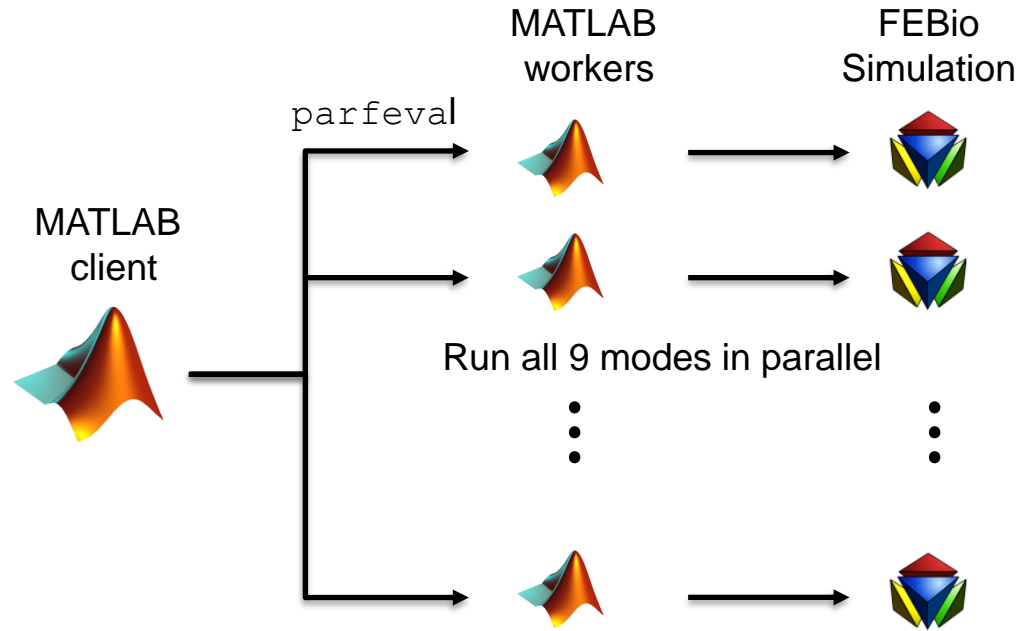 MATLAB
workers
FEBio
Simulation
parfeval
MATLAB
client
Run all 9 modes in parallel